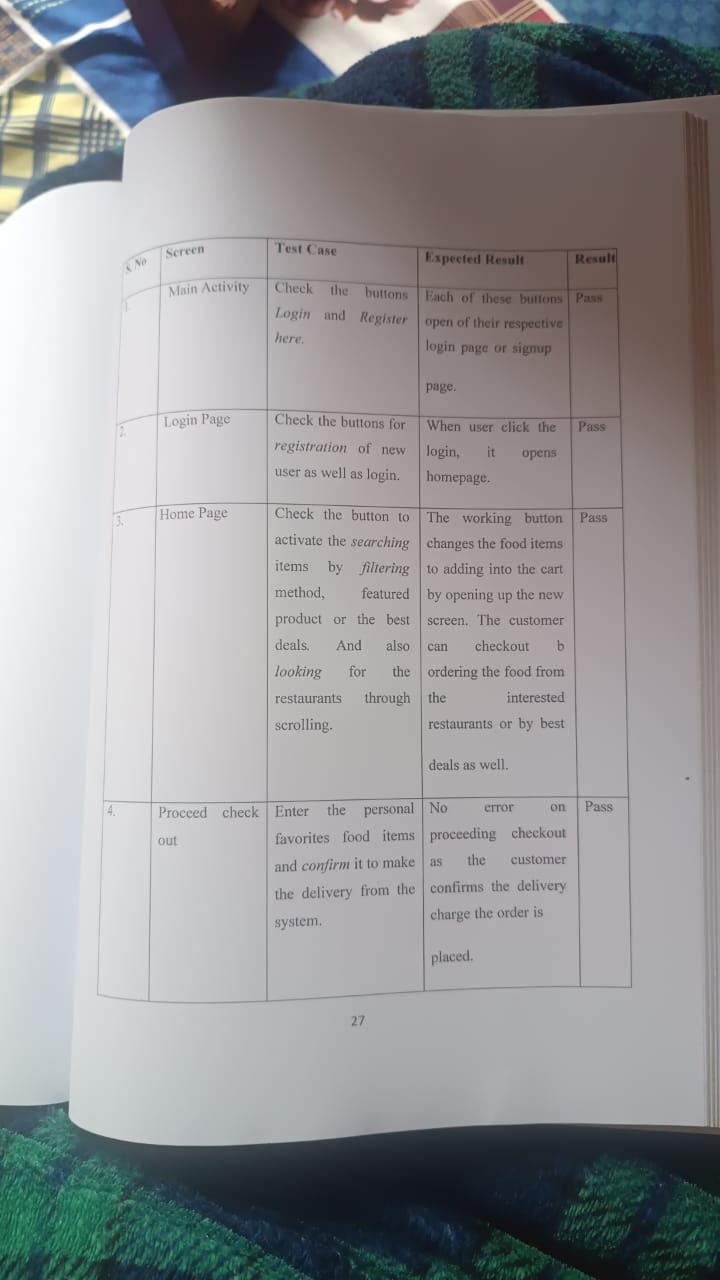 S. No
Screen
Test Case
Expected Result
Result
1.
Main Activity
Check the buttons
Login and Register
here.
Each of these buttons
open of their respective
login page or signup
page.
Pass
2.
Login Page
Check the buttons for
registration of new
user as well as login.
When user click the
login, it opens
homepage.
Pass
3.
Home Page
Check the button to
activate the searching
items by filtering
method, featured
product or the best
deals. And also
looking for the
restaurants through
scrolling.
The working button
changes the food items
to adding into the cart
by opening up the new
screen. The customer
can checkout b
ordering the food from
the interested
restaurants or by best
deals as well.
Pass
4.
Proceed check
out
Enter the personal
favorites food items
and confirm it to make
the delivery from the
system.
No error on
proceeding checkout
as the customer
confirms the delivery
charge the order is
placed.
Pass
27